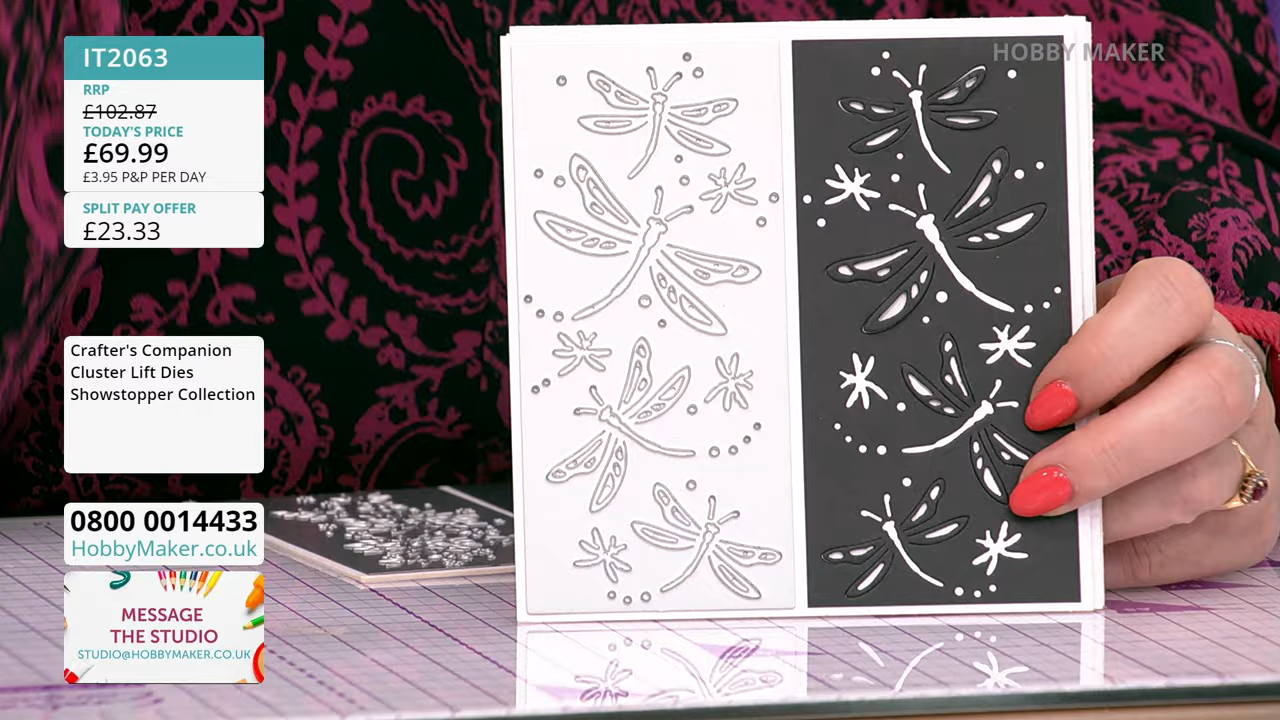 IT2063
RRP
£102.87
TODAY'S PRICE
£69.99
£3.95 P&P PER DAY
SPLIT PAY OFFER
£23.33
Crafter's Companion
Cluster Lift Dies
Showstopper Collection
0800 0014433
HobbyMaker.co.uk
MESSAGE
THE STUDIO
STUDIO@HOBBYMAKER.CO.UK
HOBBY MAKER